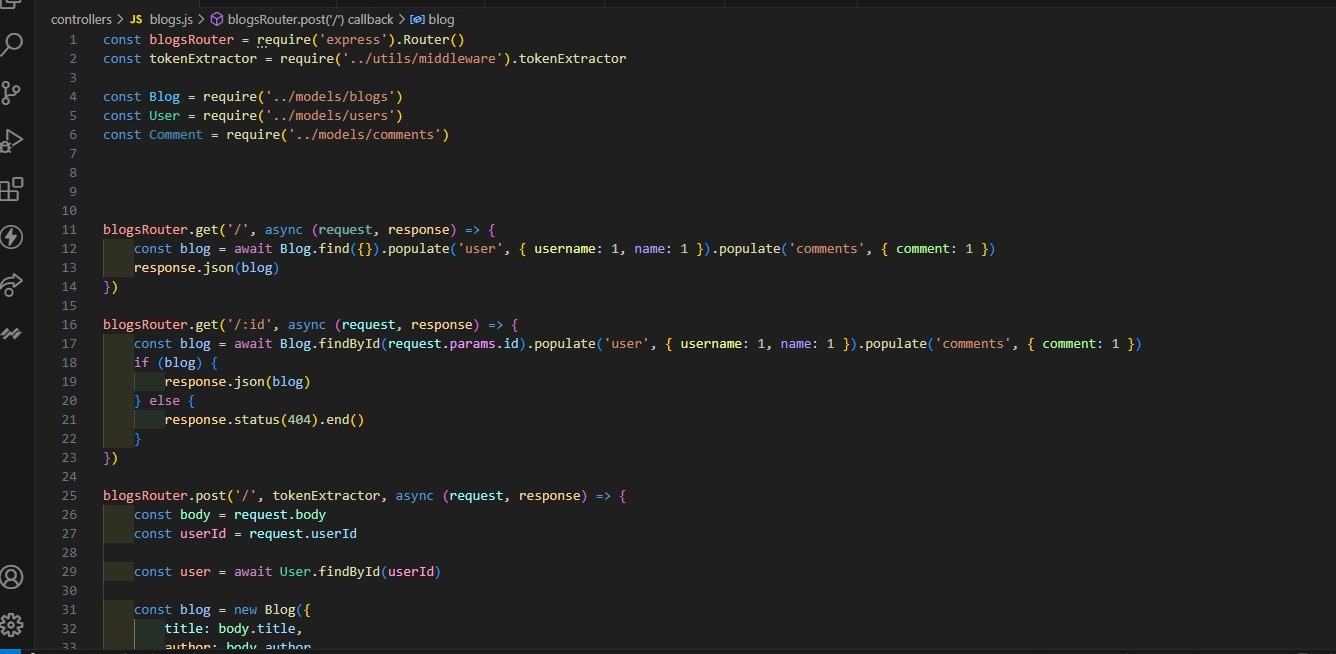 controllers > JS blogs.js > blogsRouter.post('/') callback > blog
1 const blogsRouter = require('express').Router()
2 const tokenExtractor = require('../utils/middleware').tokenExtractor
3
4 const Blog = require('../models/blogs')
5 const User = require('../models/users')
6 const Comment = require('../models/comments')
7
8
9
10
11 blogsRouter.get('/', async (request, response) => {
12 const blog = await Blog.find({}).populate('user', { username: 1, name: 1 }).populate('comments', { comment: 1 })
13 response.json(blog)
14 })
15
16 blogsRouter.get('/:id', async (request, response) => {
17 const blog = await Blog.findById(request.params.id).populate('user', { username: 1, name: 1 }).populate('comments', { comment: 1 })
18 if (blog) {
19 response.json(blog)
20 } else {
21 response.status(404).end()
22 }
23 })
24
25 blogsRouter.post('/', tokenExtractor, async (request, response) => {
26 const body = request.body
27 const userId = request.userId
28
29 const user = await User.findById(userId)
30
31 const blog = new Blog({
32 title: body.title,
33 author: body.author